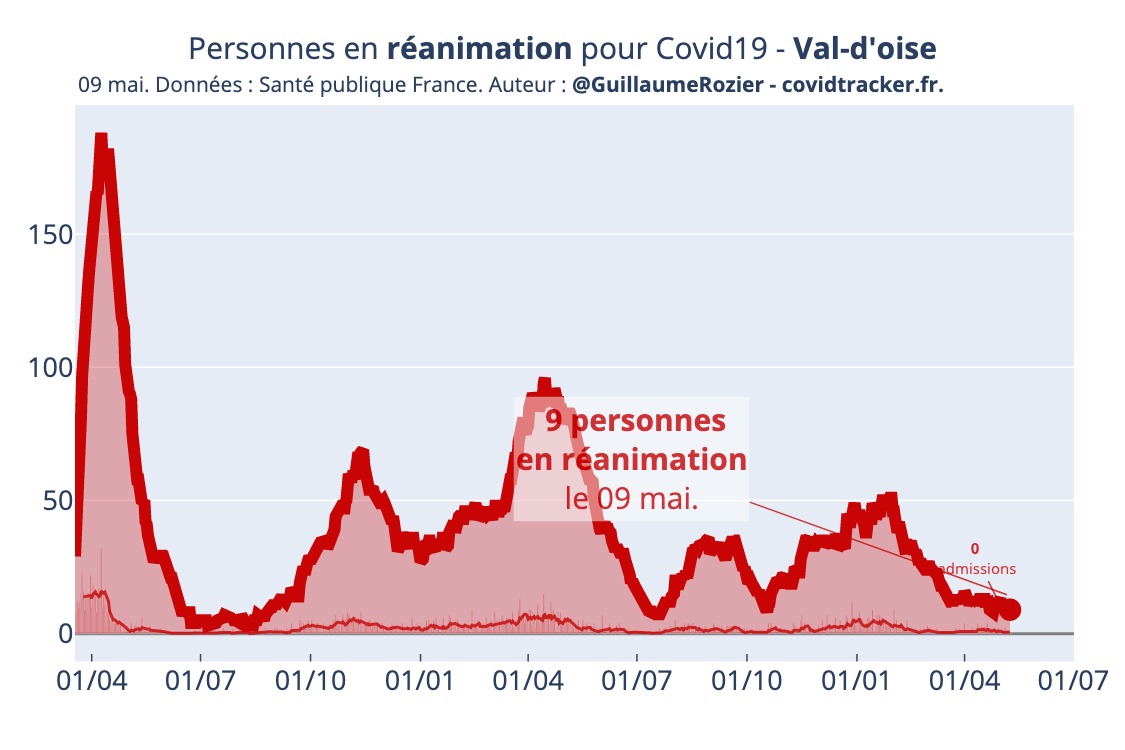 Personnes en réanimation pour Covid19 - Val-d'oise
09 mai. Données : Santé publique France. Auteur : @GuillaumeRozier - covidtracker.fr.
150
100
50
0
9 personnes
en réanimation
le 09 mai.
0
admissions
01/04 01/07 01/10 01/01 01/04 01/07 01/10 01/01 01/04 01/07